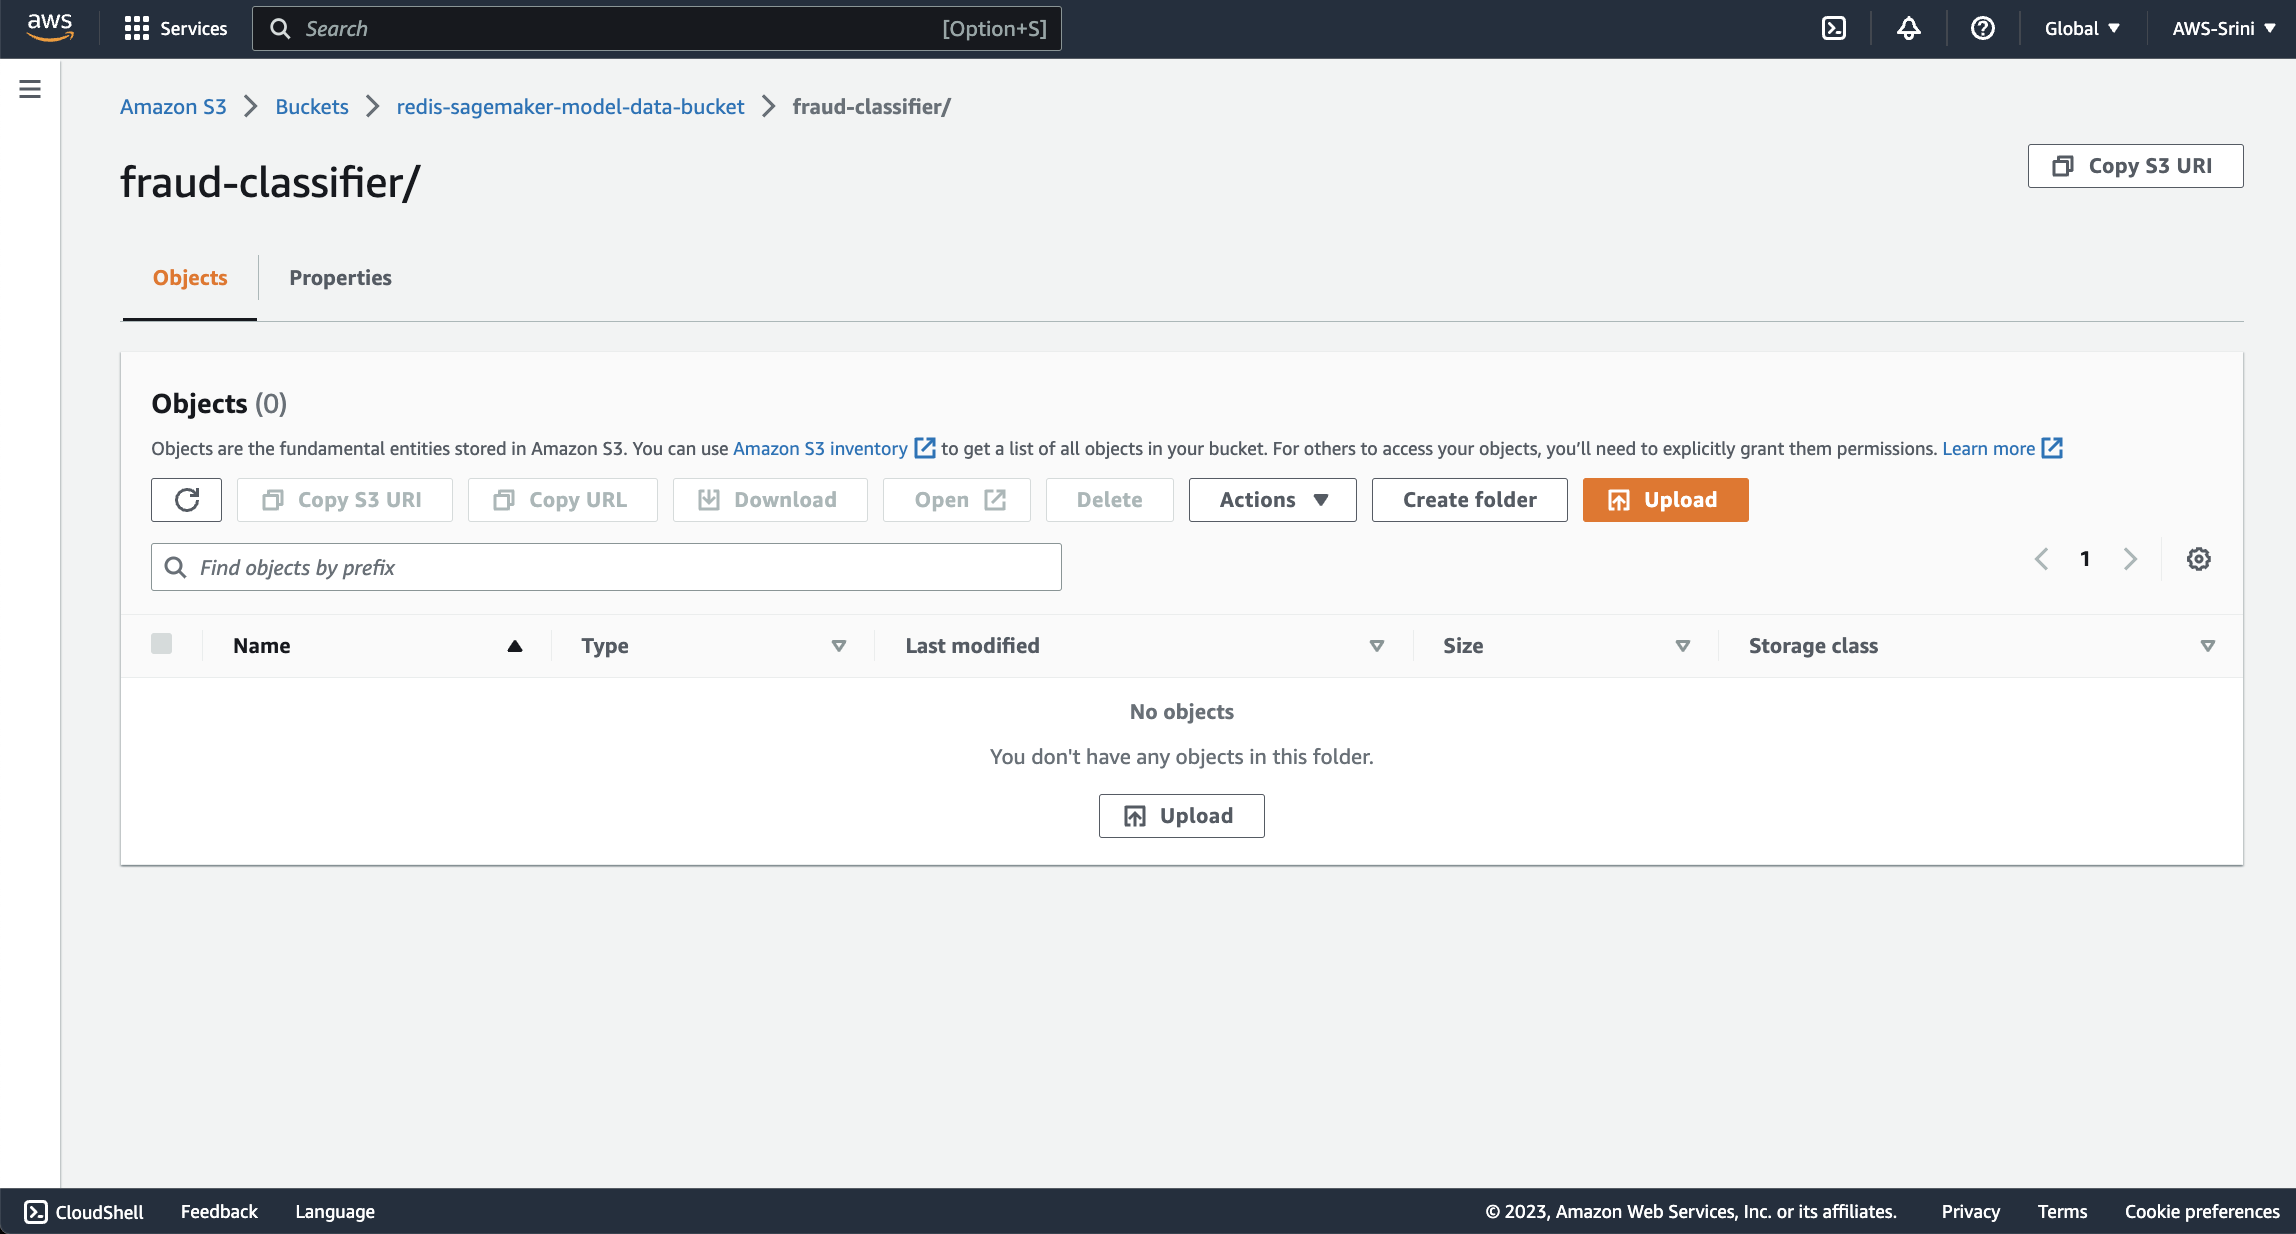 aws Services Search [Option+S] Global AWS-Srini
Amazon S3 Buckets redis-sagemaker-model-data-bucket fraud-classifier/
fraud-classifier/
Copy S3 URI
Objects Properties
Objects (0)
Objects are the fundamental entities stored in Amazon S3. You can use Amazon S3 inventory to get a list of all objects in your bucket. For others to access your objects, you’ll need to explicitly grant them permissions. Learn more
Copy S3 URI Copy URL Download Open Delete Actions Create folder Upload
Find objects by prefix 1
Name Type Last modified Size Storage class
No objects
You don't have any objects in this folder.
Upload
CloudShell Feedback Language © 2023, Amazon Web Services, Inc. or its affiliates. Privacy Terms Cookie preferences